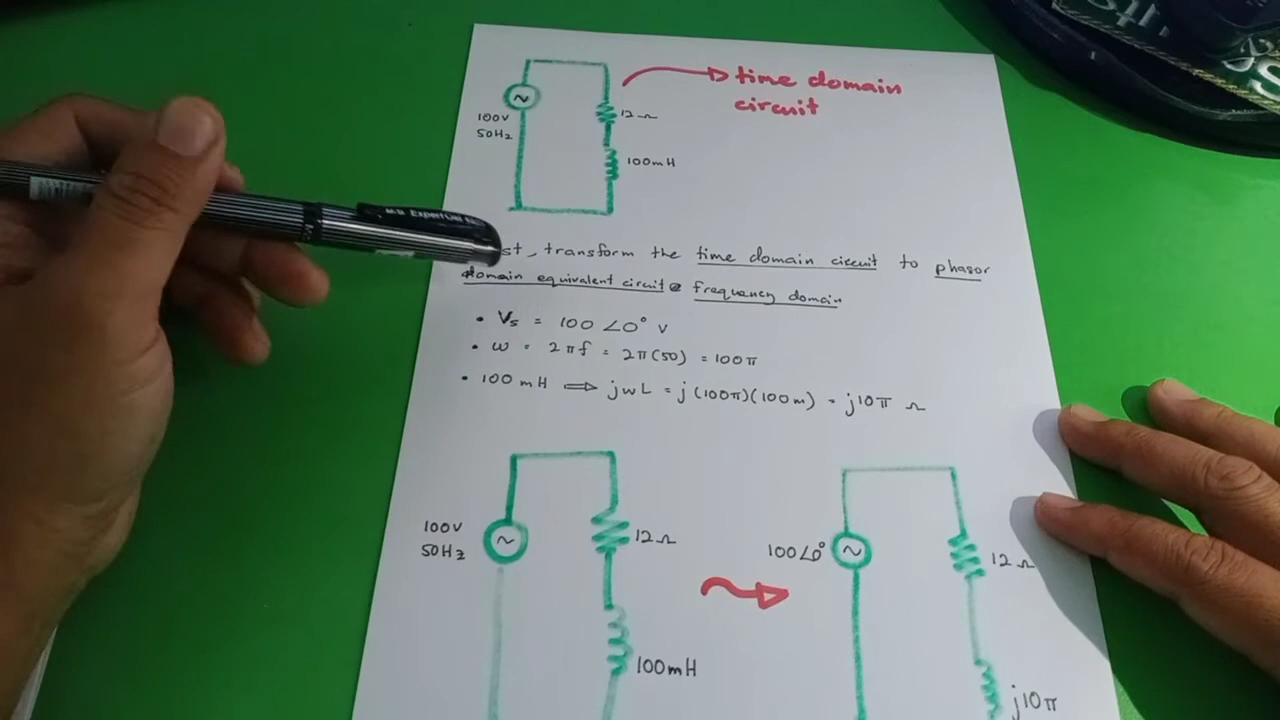 time domain
circuit
12Ω
100V
50Hz
100mH
transform the time domain circuit to phasor
domain equivalent circuit @ frequency domain
• Vs = 100 ∠0° V
• ω = 2πf = 2π(50) = 100π
• 100 mH ⇒ jωL = j(100π)(100m) = j10π Ω
100V
50Hz
12Ω
100mH
100∠0°
12Ω
j10π